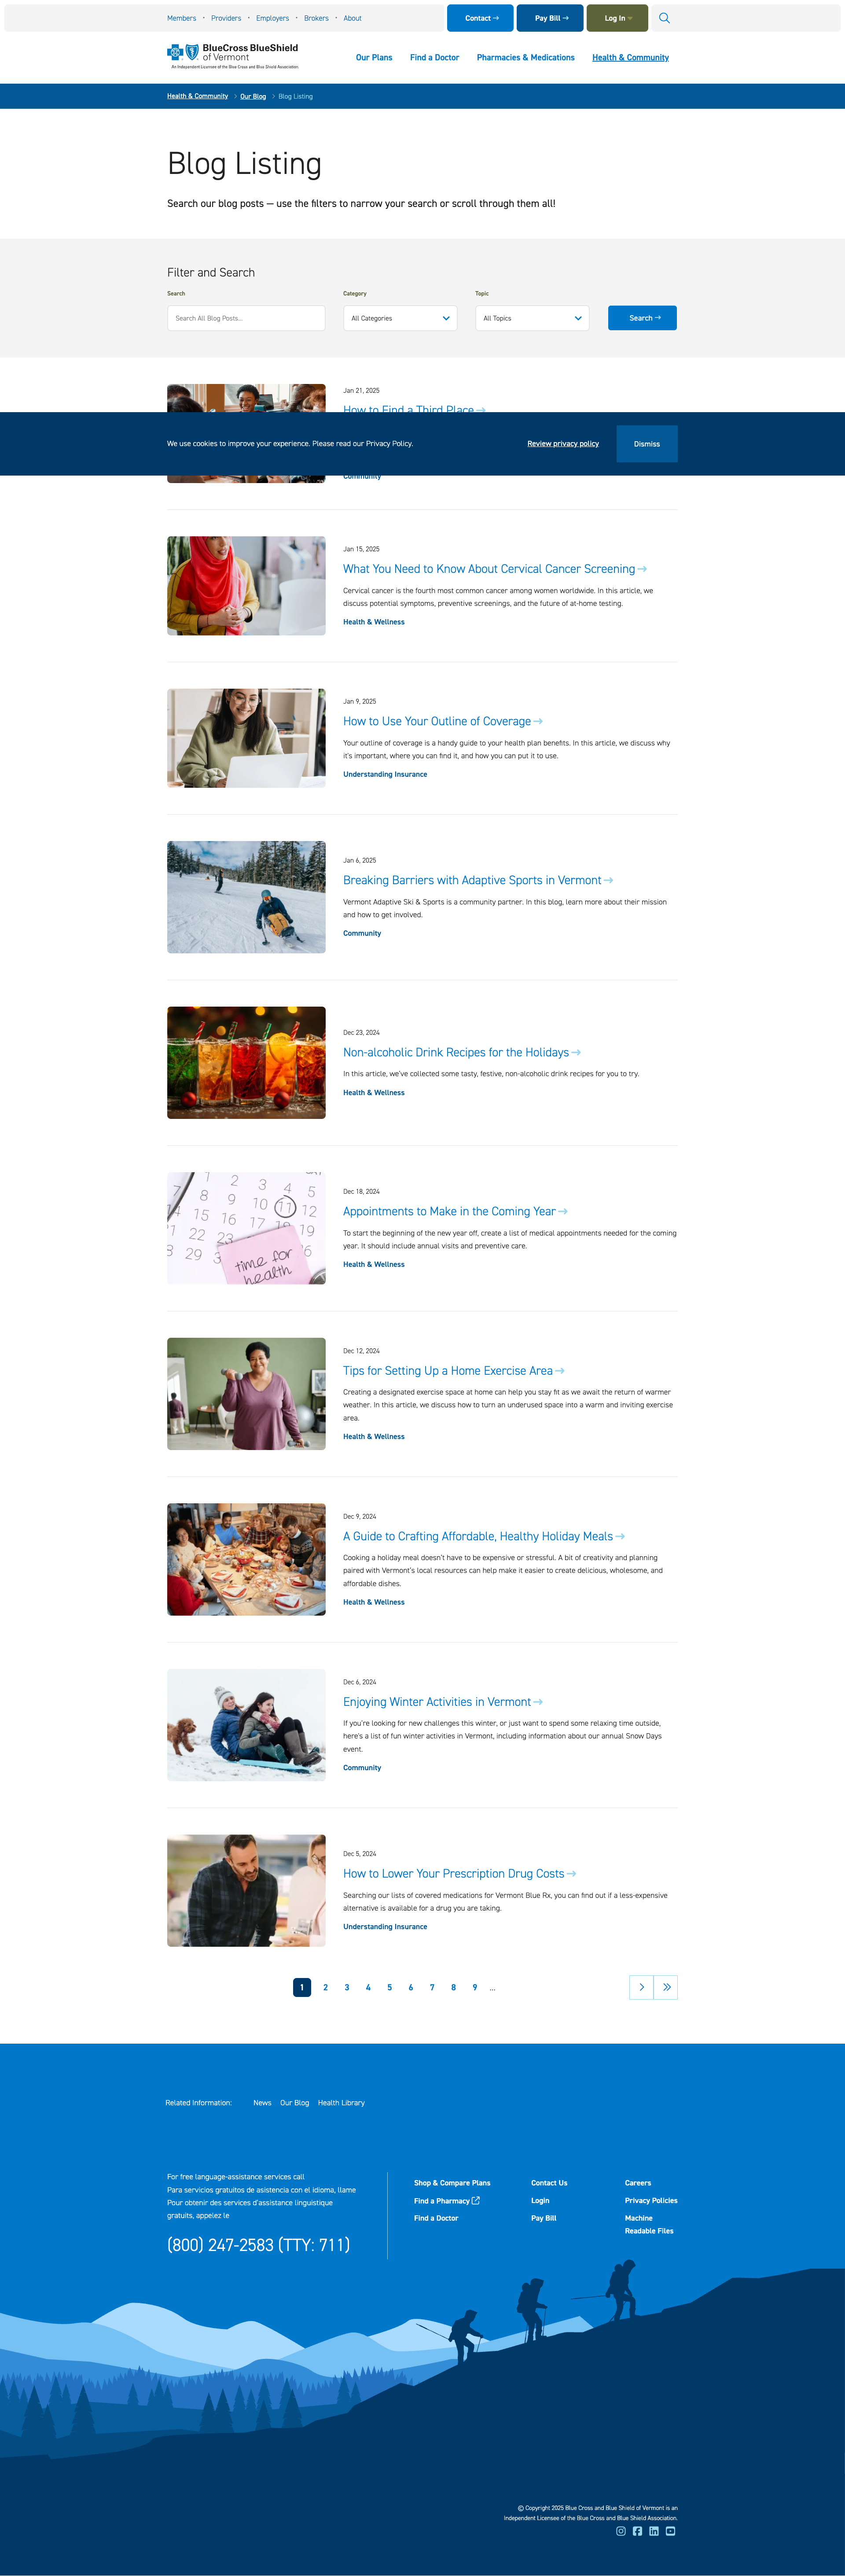 Members • Providers • Employers • Brokers • About
Contact
Pay Bill
Log In
BlueCross BlueShield
of Vermont
An Independent Licensee of the Blue Cross and Blue Shield Association.
Our Plans
Find a Doctor
Pharmacies & Medications
Health & Community
Health & Community
Our Blog
Blog Listing
Blog Listing
Search our blog posts — use the filters to narrow your search or scroll through them all!
Filter and Search
Search
Category
Topic
Search All Blog Posts...
All Categories
All Topics
Search
Jan 21, 2025
How to Find a Third Place
We use cookies to improve your experience. Please read our Privacy Policy.
Review privacy policy
Dismiss
Community
Jan 15, 2025
What You Need to Know About Cervical Cancer Screening
Cervical cancer is the fourth most common cancer among women worldwide. In this article, we
discuss potential symptoms, preventive screenings, and the future of at-home testing.
Health & Wellness
Jan 9, 2025
How to Use Your Outline of Coverage
Your outline of coverage is a handy guide to your health plan benefits. In this article, we discuss why
it's important, where you can find it, and how you can put it to use.
Understanding Insurance
Jan 6, 2025
Breaking Barriers with Adaptive Sports in Vermont
Vermont Adaptive Ski & Sports is a community partner. In this blog, learn more about their mission
and how to get involved.
Community
Dec 23, 2024
Non-alcoholic Drink Recipes for the Holidays
In this article, we've collected some tasty, festive, non-alcoholic drink recipes for you to try.
Health & Wellness
time for
health
Dec 18, 2024
Appointments to Make in the Coming Year
To start the beginning of the new year off, create a list of medical appointments needed for the coming
year. It should include annual visits and preventive care.
Health & Wellness
Dec 12, 2024
Tips for Setting Up a Home Exercise Area
Creating a designated exercise space at home can help you stay fit as we await the return of warmer
weather. In this article, we discuss how to turn an underused space into a warm and inviting exercise
area.
Health & Wellness
Dec 9, 2024
A Guide to Crafting Affordable, Healthy Holiday Meals
Cooking a holiday meal doesn't have to be expensive or stressful. A bit of creativity and planning
paired with Vermont's local resources can help make it easier to create delicious, wholesome, and
affordable dishes.
Health & Wellness
Dec 6, 2024
Enjoying Winter Activities in Vermont
If you're looking for new challenges this winter, or just want to spend some relaxing time outside,
here's a list of fun winter activities in Vermont, including information about our annual Snow Days
event.
Community
Dec 5, 2024
How to Lower Your Prescription Drug Costs
Searching our lists of covered medications for Vermont Blue Rx, you can find out if a less-expensive
alternative is available for a drug you are taking.
Understanding Insurance
1 2 3 4 5 6 7 8 9 ...
Related Information:
News
Our Blog
Health Library
For free language-assistance services call
Para servicios gratuitos de asistencia con el idioma, llame
Pour obtenir des services d'assistance linguistique
gratuits, appelez le
(800) 247-2583 (TTY: 711)
Shop & Compare Plans
Find a Pharmacy
Find a Doctor
Contact Us
Login
Pay Bill
Careers
Privacy Policies
Machine
Readable Files
© Copyright 2025 Blue Cross and Blue Shield of Vermont is an
Independent Licensee of the Blue Cross and Blue Shield Association.